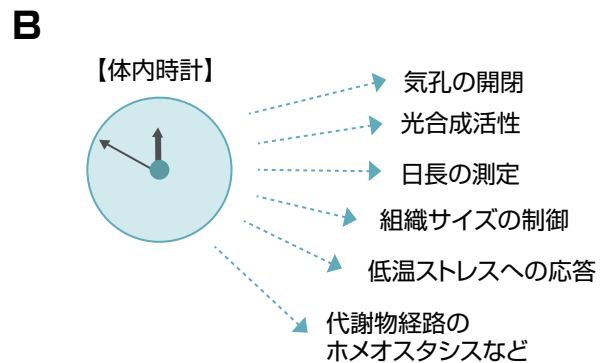 B
【体内時計】
気孔の開閉
光合成活性
日長の測定
組織サイズの制御
低温ストレスへの応答
代謝物経路の
ホメオスタシスなど